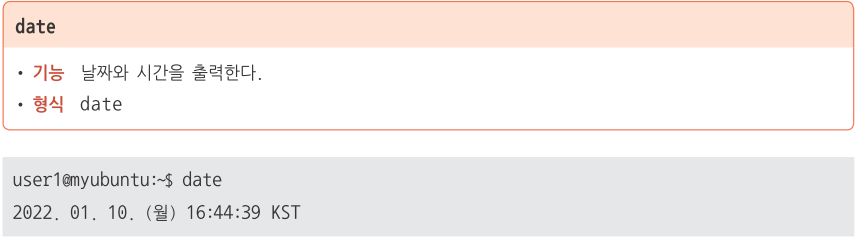 date
• 기능 날짜와 시간을 출력한다.
• 형식 date
user1@myubuntu:~$ date
2022. 01. 10. (월) 16:44:39 KST